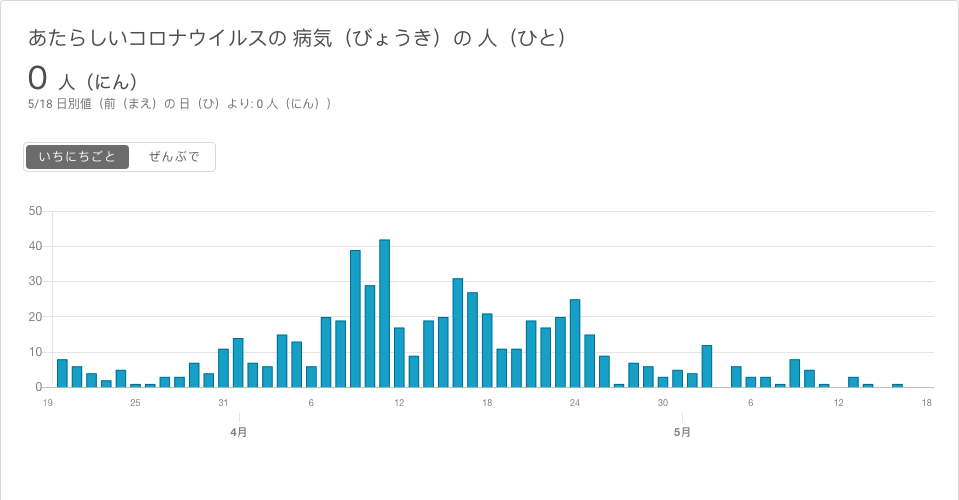 あたらしいコロナウイルスの 病気（びょうき）の 人（ひと）
0 人（にん）
5/18 日別値（前（まえ）の 日（ひ）より: 0 人（にん））
いちにちごと ぜんぶで
50
40
30
20
10
0
19 25 31 6 12 18 24 30 6 12 18
4月 5月